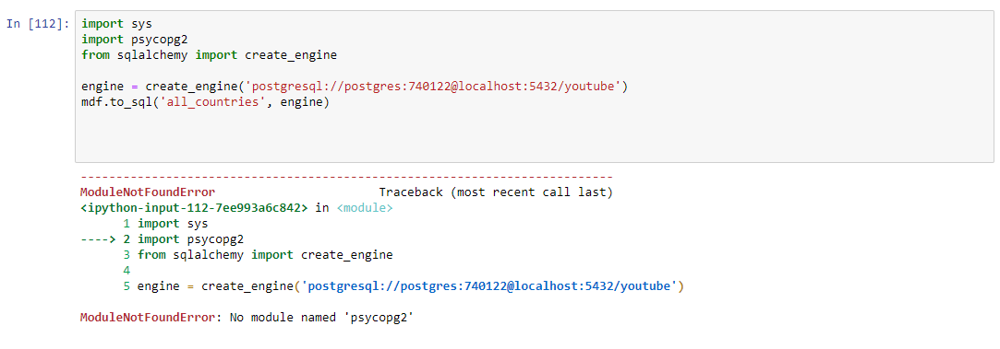 In [112]: import sys
import psycopg2
from sqlalchemy import create_engine
engine = create_engine('postgresql://postgres:740122@localhost:5432/youtube')
mdf.to_sql('all_countries', engine)
---------------------------------------------------------------------------
ModuleNotFoundError                       Traceback (most recent call last)
<ipython-input-112-7ee993a6c842> in <module>
      1 import sys
----> 2 import psycopg2
      3 from sqlalchemy import create_engine
      4
      5 engine = create_engine('postgresql://postgres:740122@localhost:5432/youtube')
ModuleNotFoundError: No module named 'psycopg2'